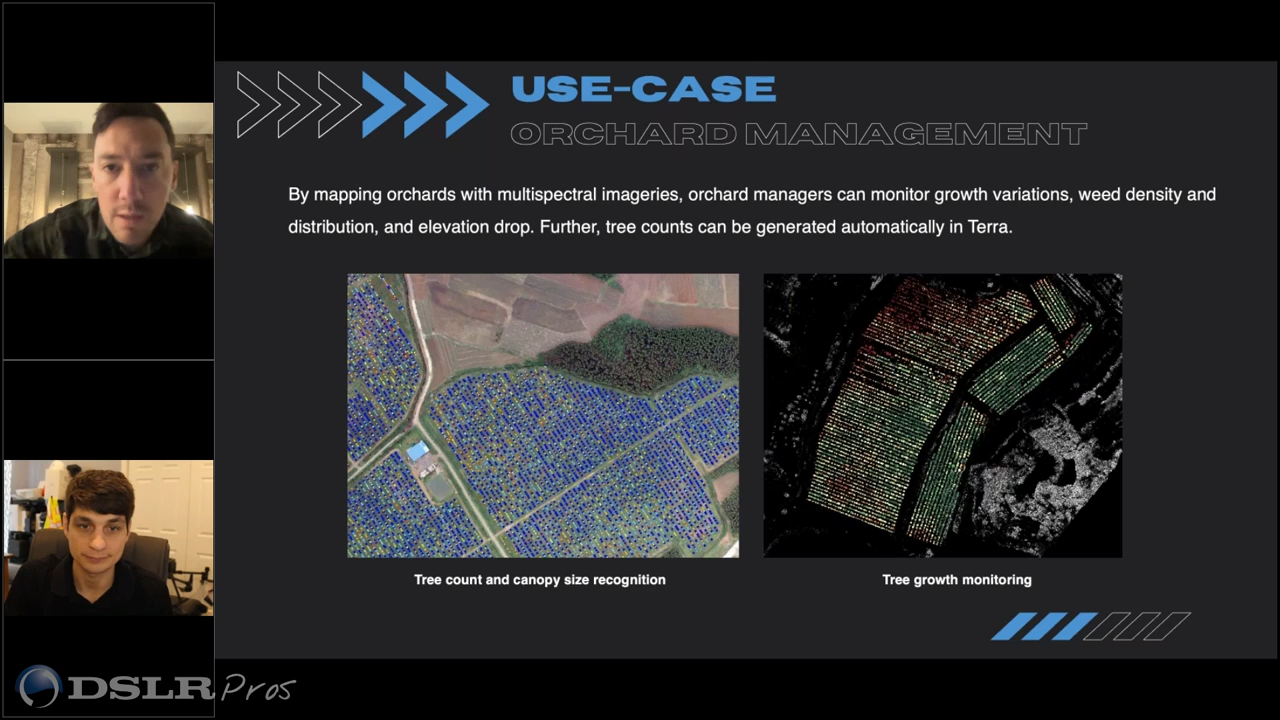 USE-CASE
ORCHARD MANAGEMENT
By mapping orchards with multispectral imageries, orchard managers can monitor growth variations, weed density and
distribution, and elevation drop. Further, tree counts can be generated automatically in Terra.
Tree count and canopy size recognition
Tree growth monitoring
DSLR Pros